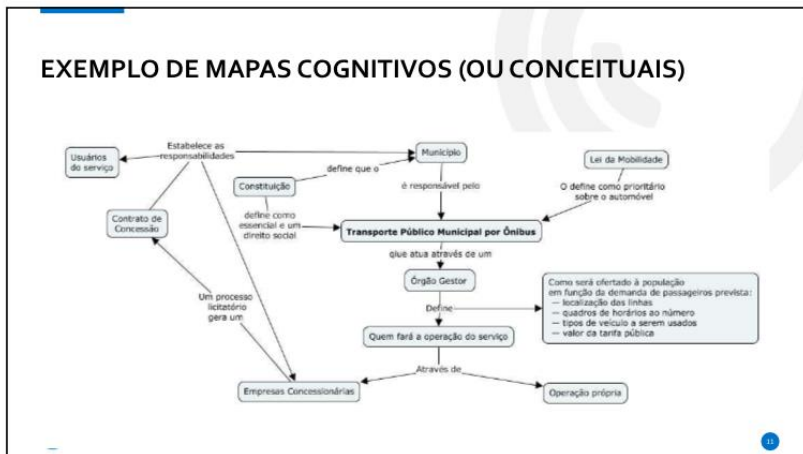 EXEMPLO DE MAPAS COGNITIVOS (OU CONCEITUAIS)
Usuários
do serviço
Estabelece as
responsabilidades
Município
Lei da Mobilidade
define que o
Constituição
é responsável pelo
O define como prioritário
sobre o automóvel
Contrato de
Concessão
define como
essencial e um
direito social
Transporte Público Municipal por Ônibus
qiue atua através de um
Órgão Gestor
Um processo
licitatório
gera um
Define
Como será ofertado à população
em função da demanda de passageiros prevista:
— localização das linhas
— quadros de horários ao número
— tipos de veículo a serem usados
— valor da tarifa pública
Quem fará a operação do serviço
Através de
Empresas Concessionárias
Operação própria
11